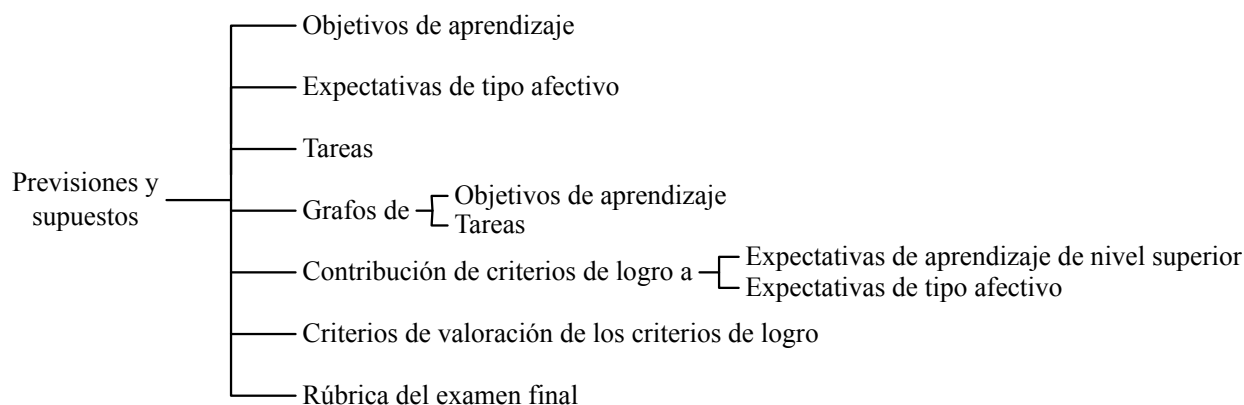 Objetivos de aprendizaje
Expectativas de tipo afectivo
Tareas
Previsiones y
supuestos
Grafos de
Objetivos de aprendizaje
Tareas
Contribución de criterios de logro a
Expectativas de aprendizaje de nivel superior
Expectativas de tipo afectivo
Criterios de valoración de los criterios de logro
Rúbrica del examen final